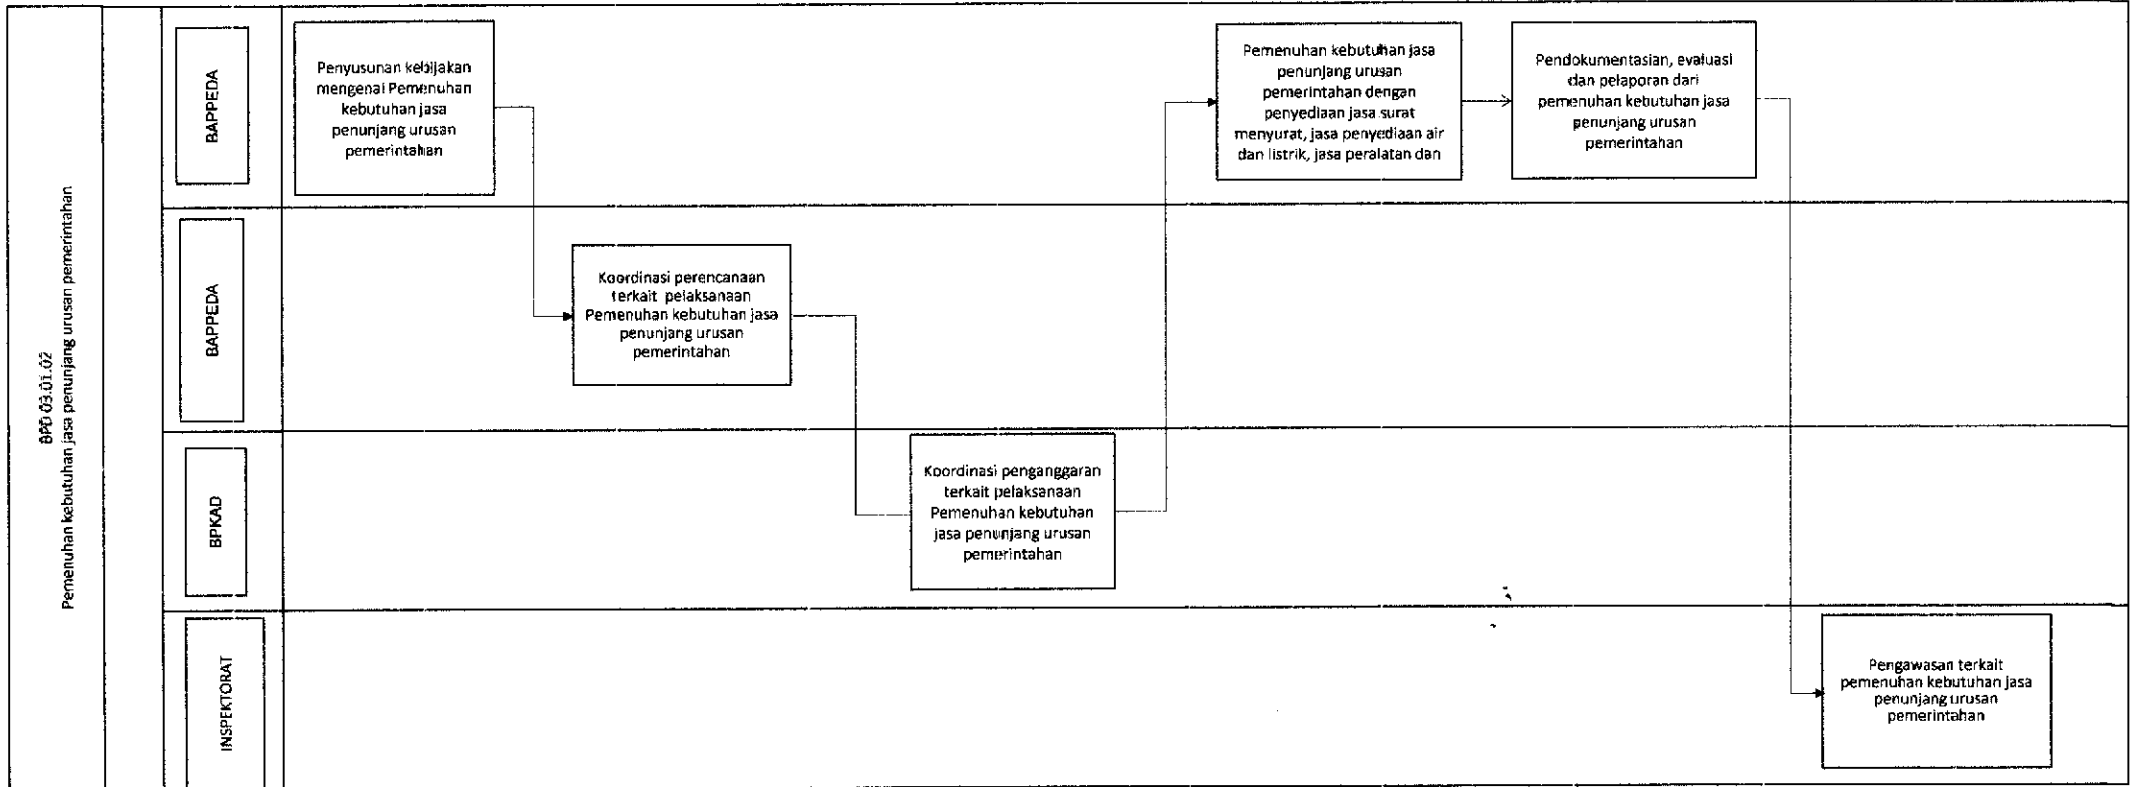 BPD 03.01.02
Pemenuhan kebutuhan jasa penunjang urusan pemerintahan
BAPPEDA
Penyusunan kebijakan
mengenai Pemenuhan
kebutuhan jasa
penunjang urusan
pemerintahan
Pemenuhan kebutuhan jasa
penunjang urusan
pemerintahan dengan
penyediaan jasa surat
menyurat, jasa penyediaan air
dan listrik, jasa peralatan dan
Pendokumentasian, evaluasi
dan pelaporan dari
pemenuhan kebutuhan jasa
penunjang urusan
pemerintahan
BAPPEDA
Koordinasi perencanaan
terkait pelaksanaan
Pemenuhan kebutuhan jasa
penunjang urusan
pemerintahan
BPKAD
Koordinasi penganggaran
terkait pelaksanaan
Pemenuhan kebutuhan
jasa penunjang urusan
pemerintahan
INSPEKTORAT
Pengawasan terkait
pemenuhan kebutuhan jasa
penunjang urusan
pemerintahan